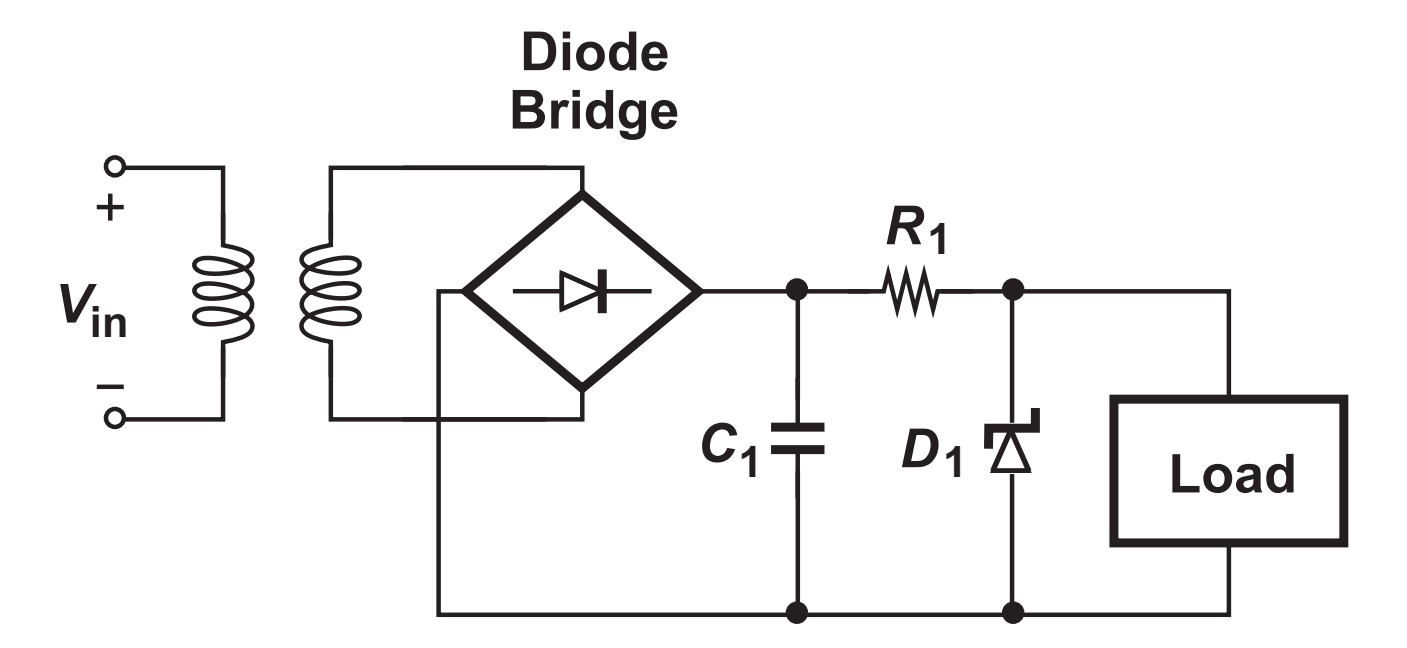 Diode
Bridge
R1
+
Vin
−
C1
D1
Load